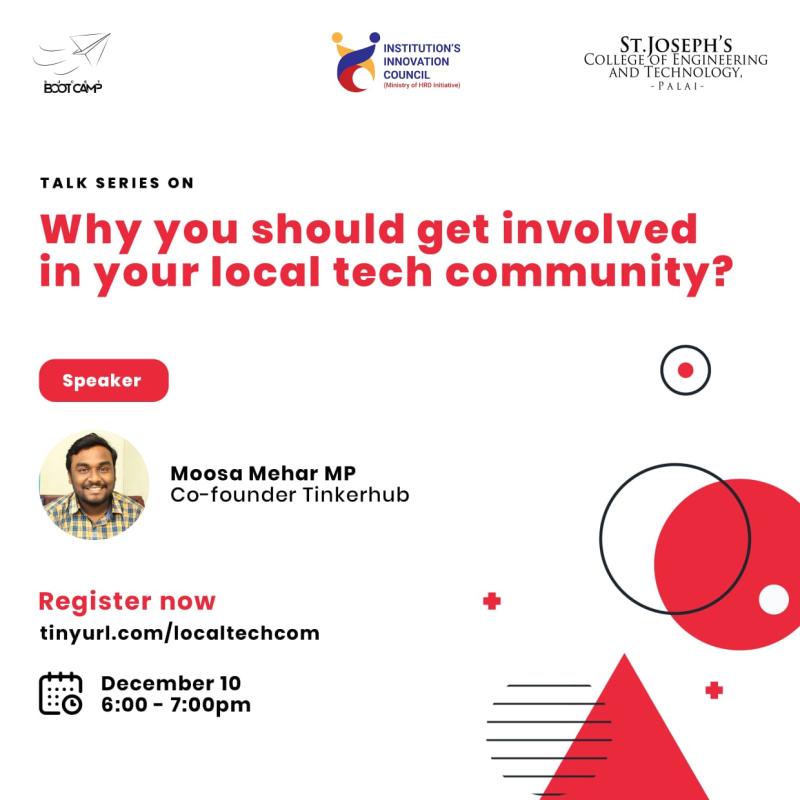 BOOT CAMP
INSTITUTION'S
INNOVATION
COUNCIL
(Ministry of HRD Initiative)
ST.JOSEPH'S
COLLEGE OF ENGINEERING
AND TECHNOLOGY,
-PALAI-
TALK SERIES ON
Why you should get involved
in your local tech community?
Speaker
Moosa Mehar MP
Co-founder Tinkerhub
Register now
tinyurl.com/localtechcom
December 10
6:00 - 7:00pm